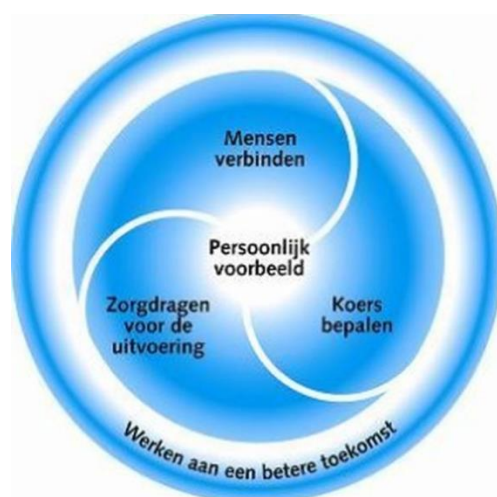 Mensen
verbinden
Persoonlijk
voorbeeld
Zorgdragen
voor de
uitvoering
Koers
bepalen
Werken aan een betere toekomst